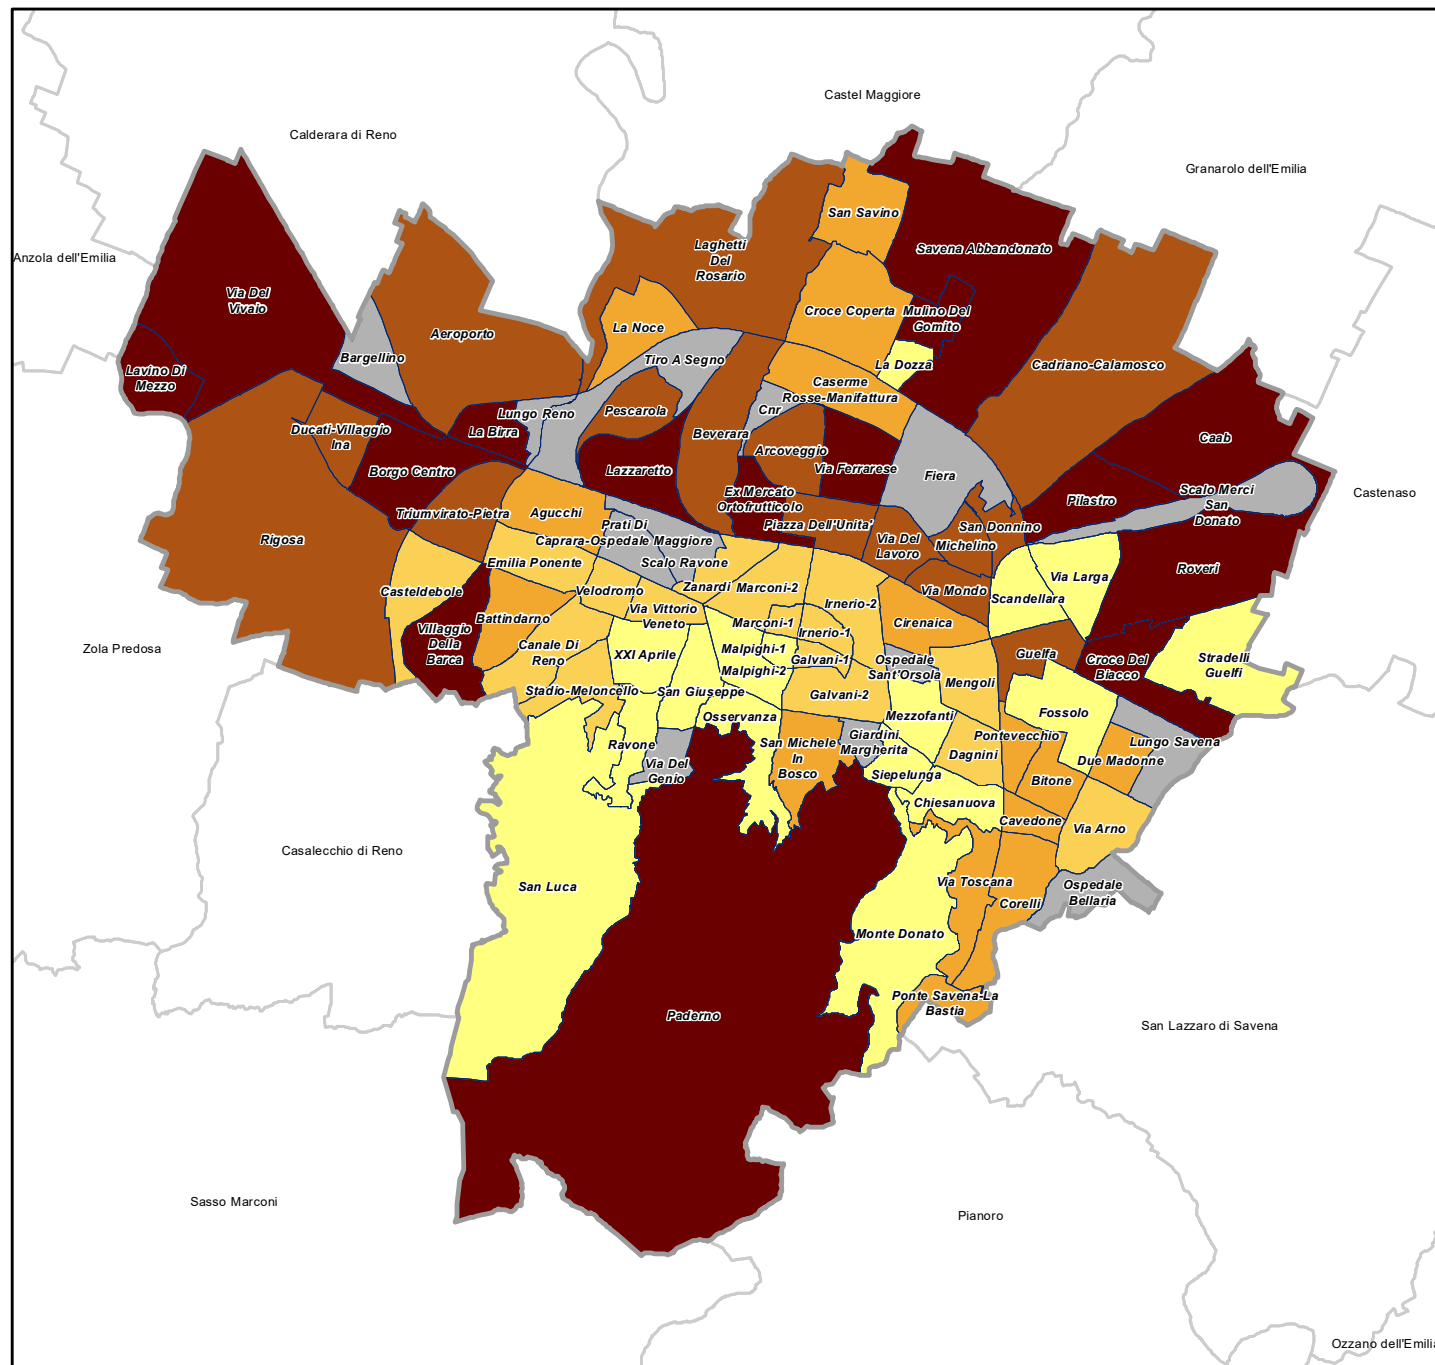 Castel Maggiore
Calderara di Reno
Granarolo dell'Emilia
San Savino
Laghetti
Del
Rosario
Savena Abbandonato
Anzola dell'Emilia
Via Del
Vivaio
Croce Coperta
Mulino Del
Gomito
La Noce
Aeroporto
Bargellino
Tiro A Segno
La Dozza
Cadriano-Calamosco
Lavino Di
Mezzo
Caserme
Rosse-Manifattura
Lungo Reno
Pescarola
Cnr
Ducati-Villaggio
Ina
La Birra
Beverara
Caab
Borgo Centro
Lazzaretto
Arcoveggio
Via Ferrarese
Fiera
Ex Mercato
Ortofrutticolo
Pilastro
Scalo Merci
San
Donato
Castenaso
Triumvirato-Pietra
Agucchi
Prati Di
Caprara-Ospedale Maggiore
Piazza Dell'Unita'
Via Del
Lavoro
San Donnino
Michelino
Rigosa
Emilia Ponente
Scalo Ravone
Roveri
Via Larga
Casteldebole
Velodromo
Zanardi
Marconi-2
Via Mondo
Scandellara
Via Vittorio
Veneto
Irnerio-2
Battindarno
Marconi-1
Irnerio-1
Cirenaica
Villaggio
Della
Barca
Canale Di
Reno
XXI Aprile
Malpighi-1
Malpighi-2
Galvani-1
Ospedale
Sant'Orsola
Guelfa
Croce Del
Biacco
Stradelli
Guelfi
Zola Predosa
Mengoli
Stadio-Meloncello
San Giuseppe
Galvani-2
Osservanza
Mezzofanti
Fossolo
Ravone
San Michele
In
Bosco
Giardini
Margherita
Pontevecchio
Lungo Savena
Via Del
Genio
Dagnini
Due Madonne
Siepelunga
Bitone
Chiesanuova
Cavedone
Via Arno
Casalecchio di Reno
San Luca
Via Toscana
Ospedale
Bellaria
Corelli
Monte Donato
Ponte Savena-La
Bastia
Paderno
San Lazzaro di Savena
Sasso Marconi
Pianoro
Ozzano dell'Emilia